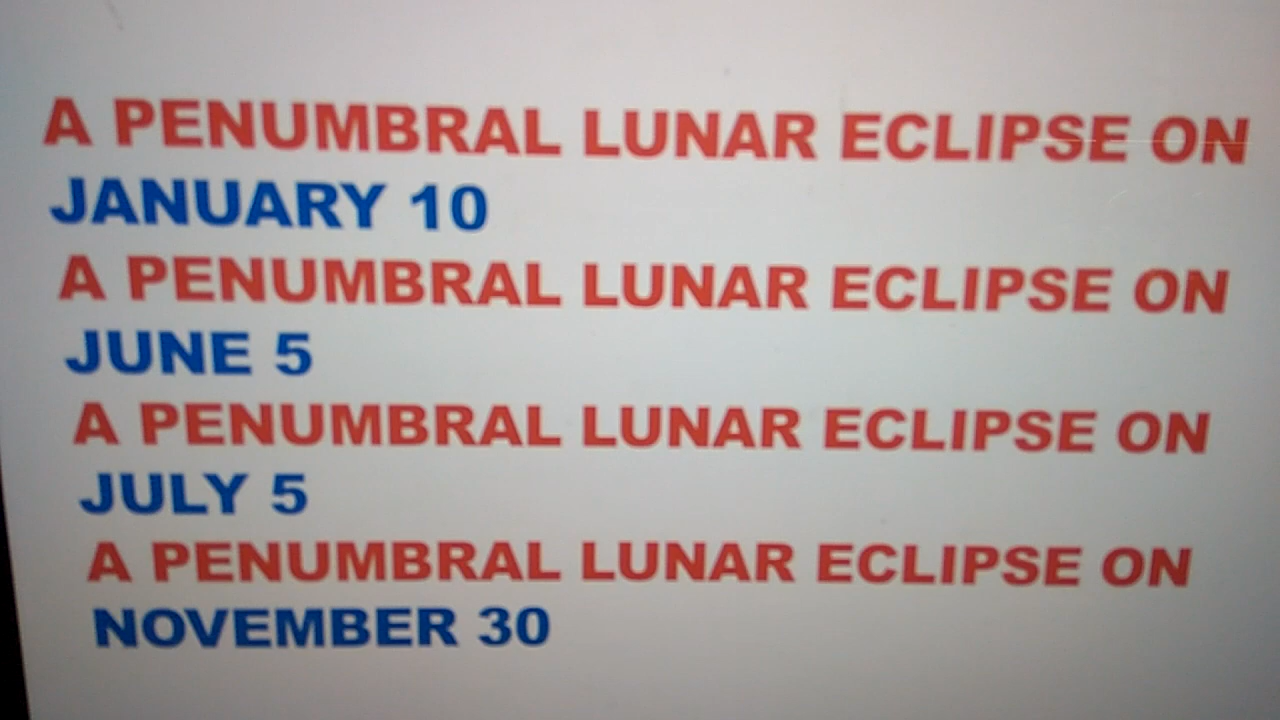 A PENUMBRAL LUNAR ECLIPSE ON
JANUARY 10
A PENUMBRAL LUNAR ECLIPSE ON
JUNE 5
A PENUMBRAL LUNAR ECLIPSE ON
JULY 5
A PENUMBRAL LUNAR ECLIPSE ON
NOVEMBER 30